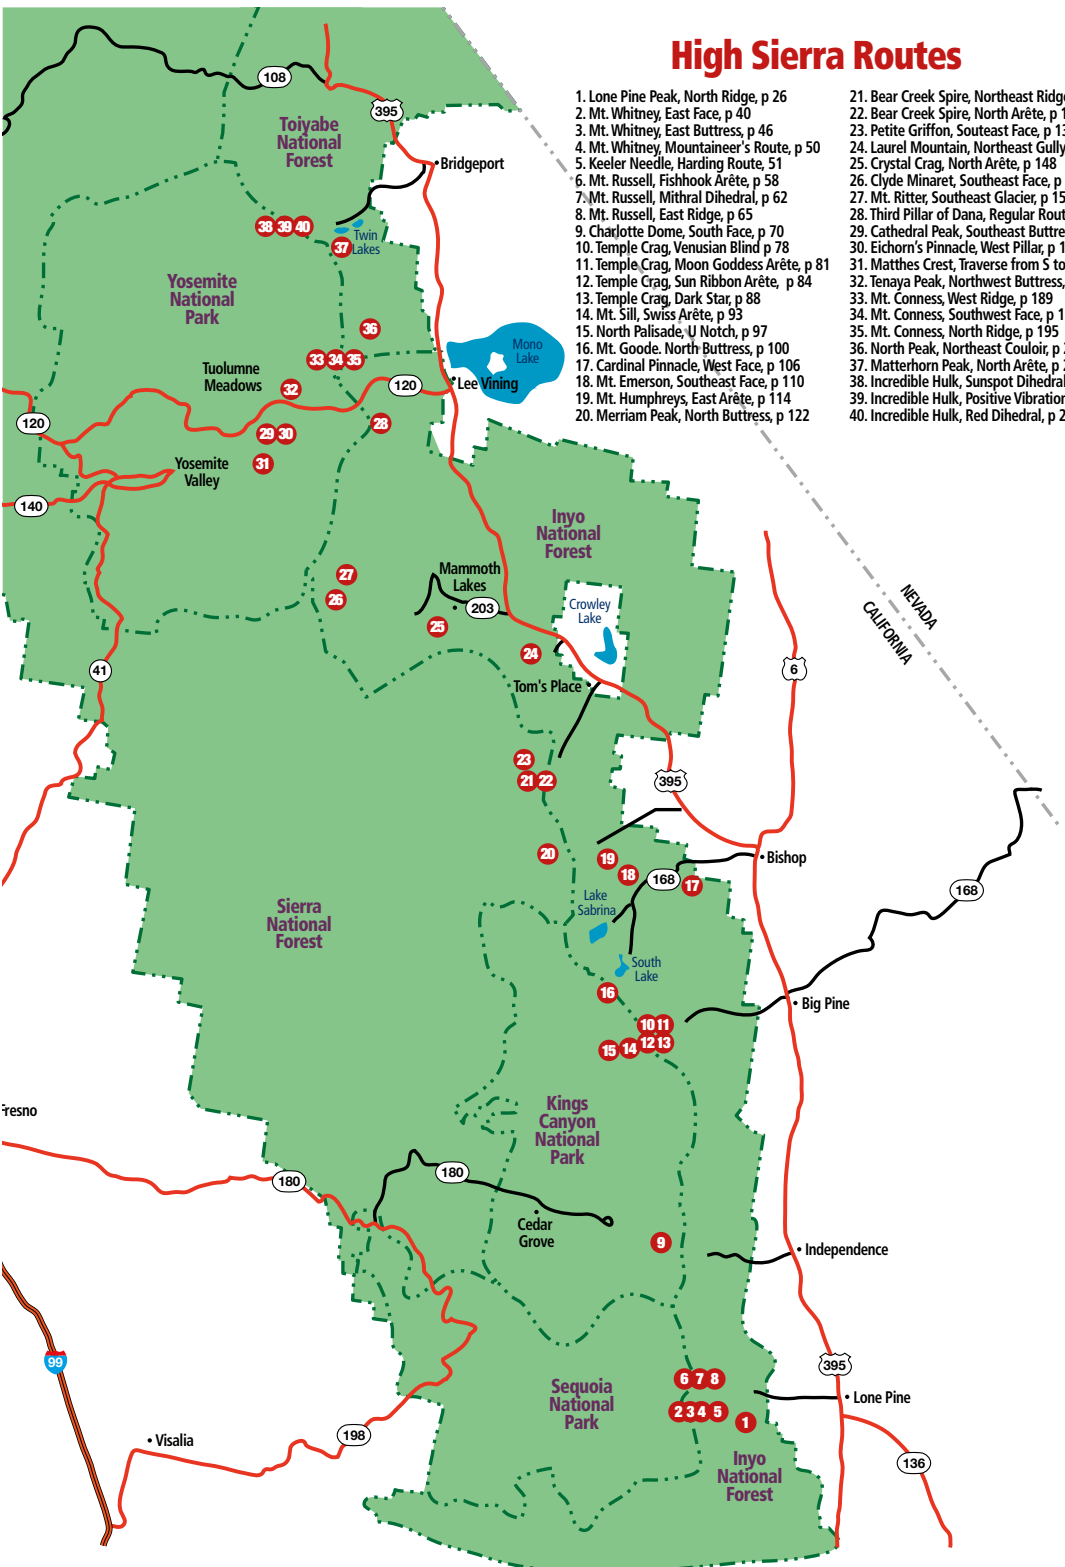 High Sierra Routes
1. Lone Pine Peak, North Ridge, p 26
2. Mt. Whitney, East Face, p 40
3. Mt. Whitney, East Buttress, p 46
4. Mt. Whitney, Mountaineer's Route, p 50
5. Keeler Needle, Harding Route, 51
6. Mt. Russell, Fishhook Arête, p 58
7. Mt. Russell, Mithral Dihedral, p 62
8. Mt. Russell, East Ridge, p 65
9. Charlotte Dome, South Face, p 70
10. Temple Crag, Venusian Blind p 78
11. Temple Crag, Moon Goddess Arête, p 81
12. Temple Crag, Sun Ribbon Arête, p 84
13. Temple Crag, Dark Star, p 88
14. Mt. Sill, Swiss Arête, p 93
15. North Palisade, U Notch, p 97
16. Mt. Goode. North Buttress, p 100
17. Cardinal Pinnacle, West Face, p 106
18. Mt. Emerson, Southeast Face, p 110
19. Mt. Humphreys, East Arête, p 114
20. Merriam Peak, North Buttress, p 122
21. Bear Creek Spire, Northeast Ridge
22. Bear Creek Spire, North Arête, p 1
23. Petite Griffon, Souteast Face, p 13
24. Laurel Mountain, Northeast Gully
25. Crystal Crag, North Arête, p 148
26. Clyde Minaret, Southeast Face, p
27. Mt. Ritter, Southeast Glacier, p 15
28. Third Pillar of Dana, Regular Rout
29. Cathedral Peak, Southeast Buttre
30. Eichorn's Pinnacle, West Pillar, p 1
31. Matthes Crest, Traverse from S to
32. Tenaya Peak, Northwest Buttress,
33. Mt. Conness, West Ridge, p 189
34. Mt. Conness, Southwest Face, p 1
35. Mt. Conness, North Ridge, p 195
36. North Peak, Northeast Couloir, p
37. Matterhorn Peak, North Arête, p
38. Incredible Hulk, Sunspot Dihedral
39. Incredible Hulk, Positive Vibration
40. Incredible Hulk, Red Dihedral, p 2
108
395
Toiyabe
National
Forest
Bridgeport
38 39 40
Twin
Lakes
37
Yosemite
National
Park
36
Mono
Lake
33 34 35
Tuolumne
Meadows
32
120
Lee Vining
120
29 30
28
31
Yosemite
Valley
140
Inyo
National
Forest
27
Mammoth
Lakes
26
203
Crowley
Lake
25
24
NEVADA
CALIFORNIA
41
6
Tom's Place
23
21 22
395
20
19
18
Bishop
168
17
168
Lake
Sabrina
Sierra
National
Forest
South
Lake
16
Big Pine
10 11
12 13
15 14
Kings
Canyon
National
Park
Fresno
180
180
Cedar
Grove
9
Independence
99
395
6 7 8
Sequoia
National
Park
2 3 4 5
1
Lone Pine
Visalia
198
Inyo
National
Forest
136